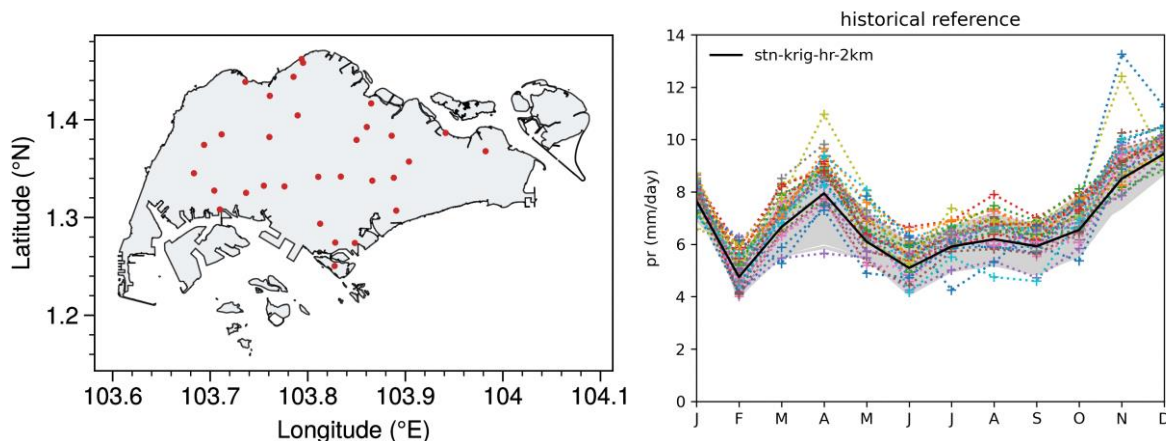 1.4
1.3
1.2
Latitude (°N)
103.6 103.7 103.8 103.9 104 104.1
Longitude (°E)
historical reference
stn-krig-hr-2km
14
12
10
8
6
4
2
0
pr (mm/day)
J F M A M J J A S O N D